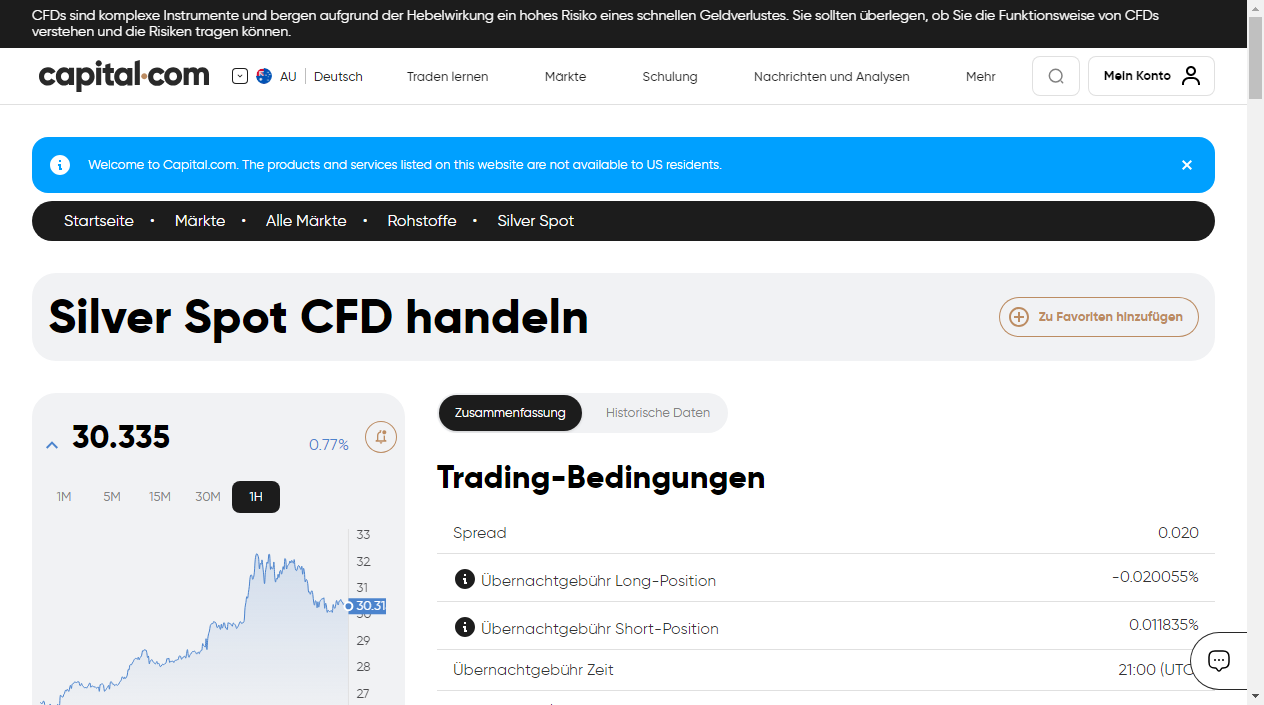 CFDs sind komplexe Instrumente und bergen aufgrund der Hebelwirkung ein hohes Risiko eines schnellen Geldverlustes. Sie sollten überlegen, ob Sie die Funktionsweise von CFDs
verstehen und die Risiken tragen können.
capital.com
AU
Deutsch
Traden lernen
Märkte
Schulung
Nachrichten und Analysen
Mehr
Mein Konto
Welcome to Capital.com. The products and services listed on this website are not available to US residents.
Startseite • Märkte • Alle Märkte • Rohstoffe • Silver Spot
Silver Spot CFD handeln
Zu Favoriten hinzufügen
30.335
0.77%
1M 5M 15M 30M 1H
33
32
31
30.31
29
28
27
Zusammenfassung
Historische Daten
Trading-Bedingungen
Spread 0.020
Übernachtgebühr Long-Position -0.020055%
Übernachtgebühr Short-Position 0.011835%
Übernachtgebühr Zeit 21:00 (UTC